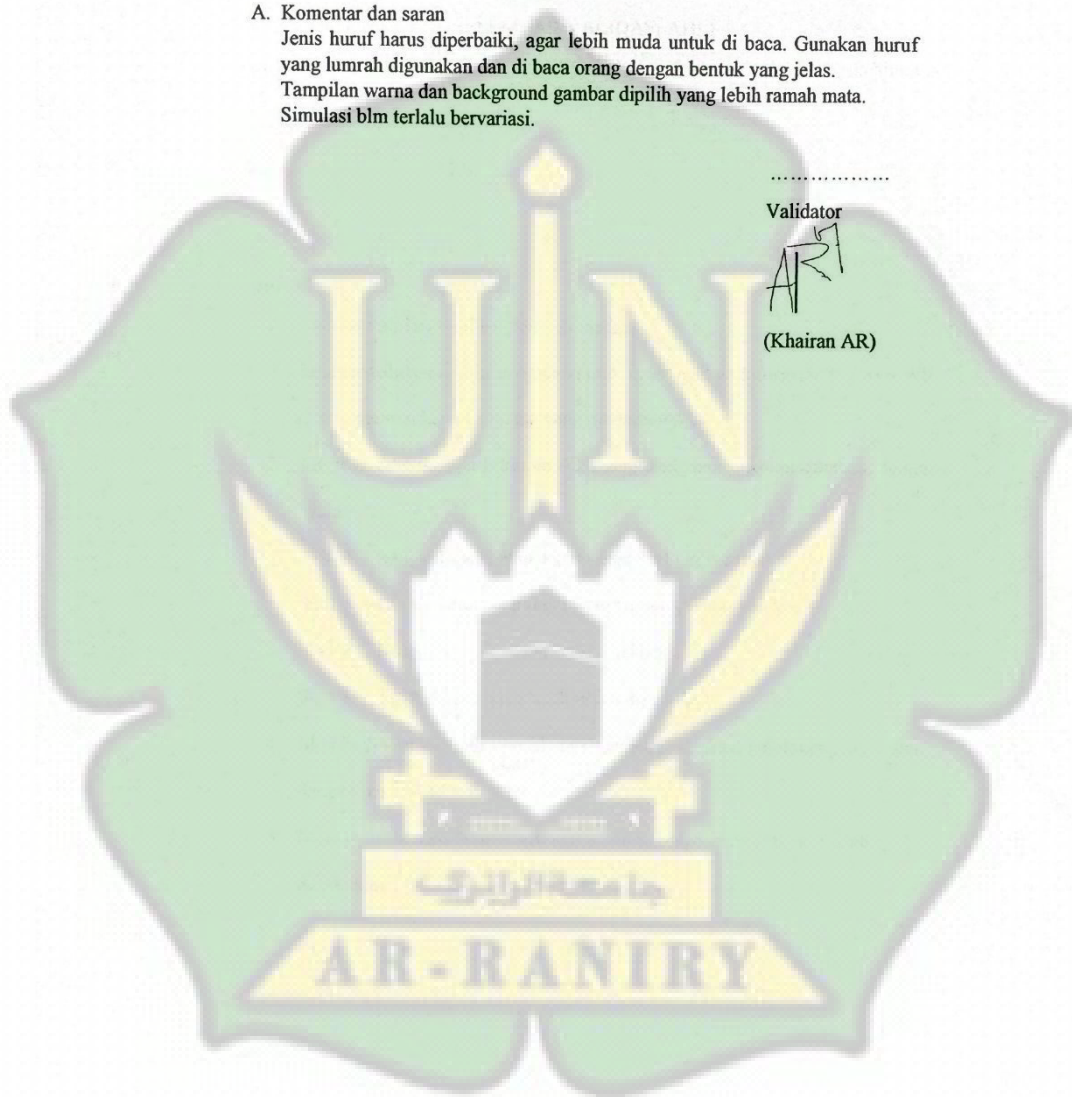 A. Komentar dan saran
Jenis huruf harus diperbaiki, agar lebih muda untuk di baca. Gunakan huruf
yang lumrah digunakan dan di baca orang dengan bentuk yang jelas.
Tampilan warna dan background gambar dipilih yang lebih ramah mata.
Simulasi blm terlalu bervariasi.
………………
Validator
(Khairan AR)
UIN
جامعة الرانري
AR-RANIRY